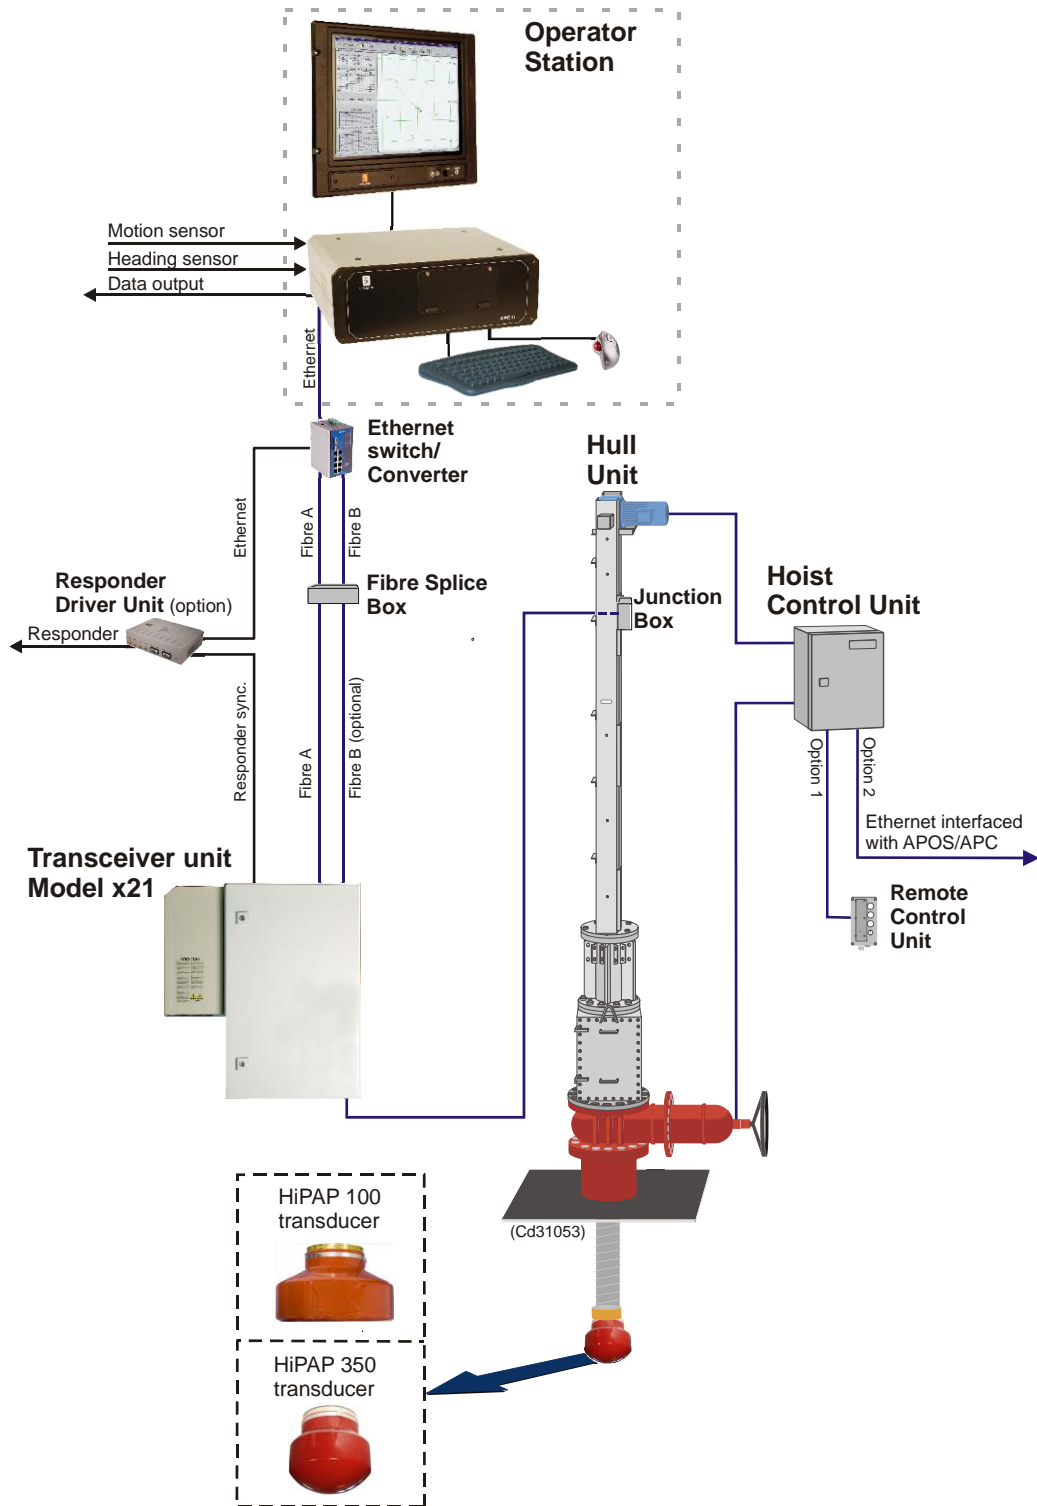 Operator
Station
Motion sensor
Heading sensor
Data output
Ethernet
APC 11
Ethernet
switch/
Converter
Hull
Unit
Ethernet
Fibre A
Fibre B
Responder
Driver Unit (option)
Fibre Splice
Box
Junction
Box
Hoist
Control Unit
Responder
Responder sync.
Fibre A
Fibre B (optional)
Option 1
Option 2
Ethernet interfaced
with APOS/APC
Transceiver unit
Model x21
Remote
Control
Unit
(Cd31053)
HiPAP 100
transducer
HiPAP 350
transducer